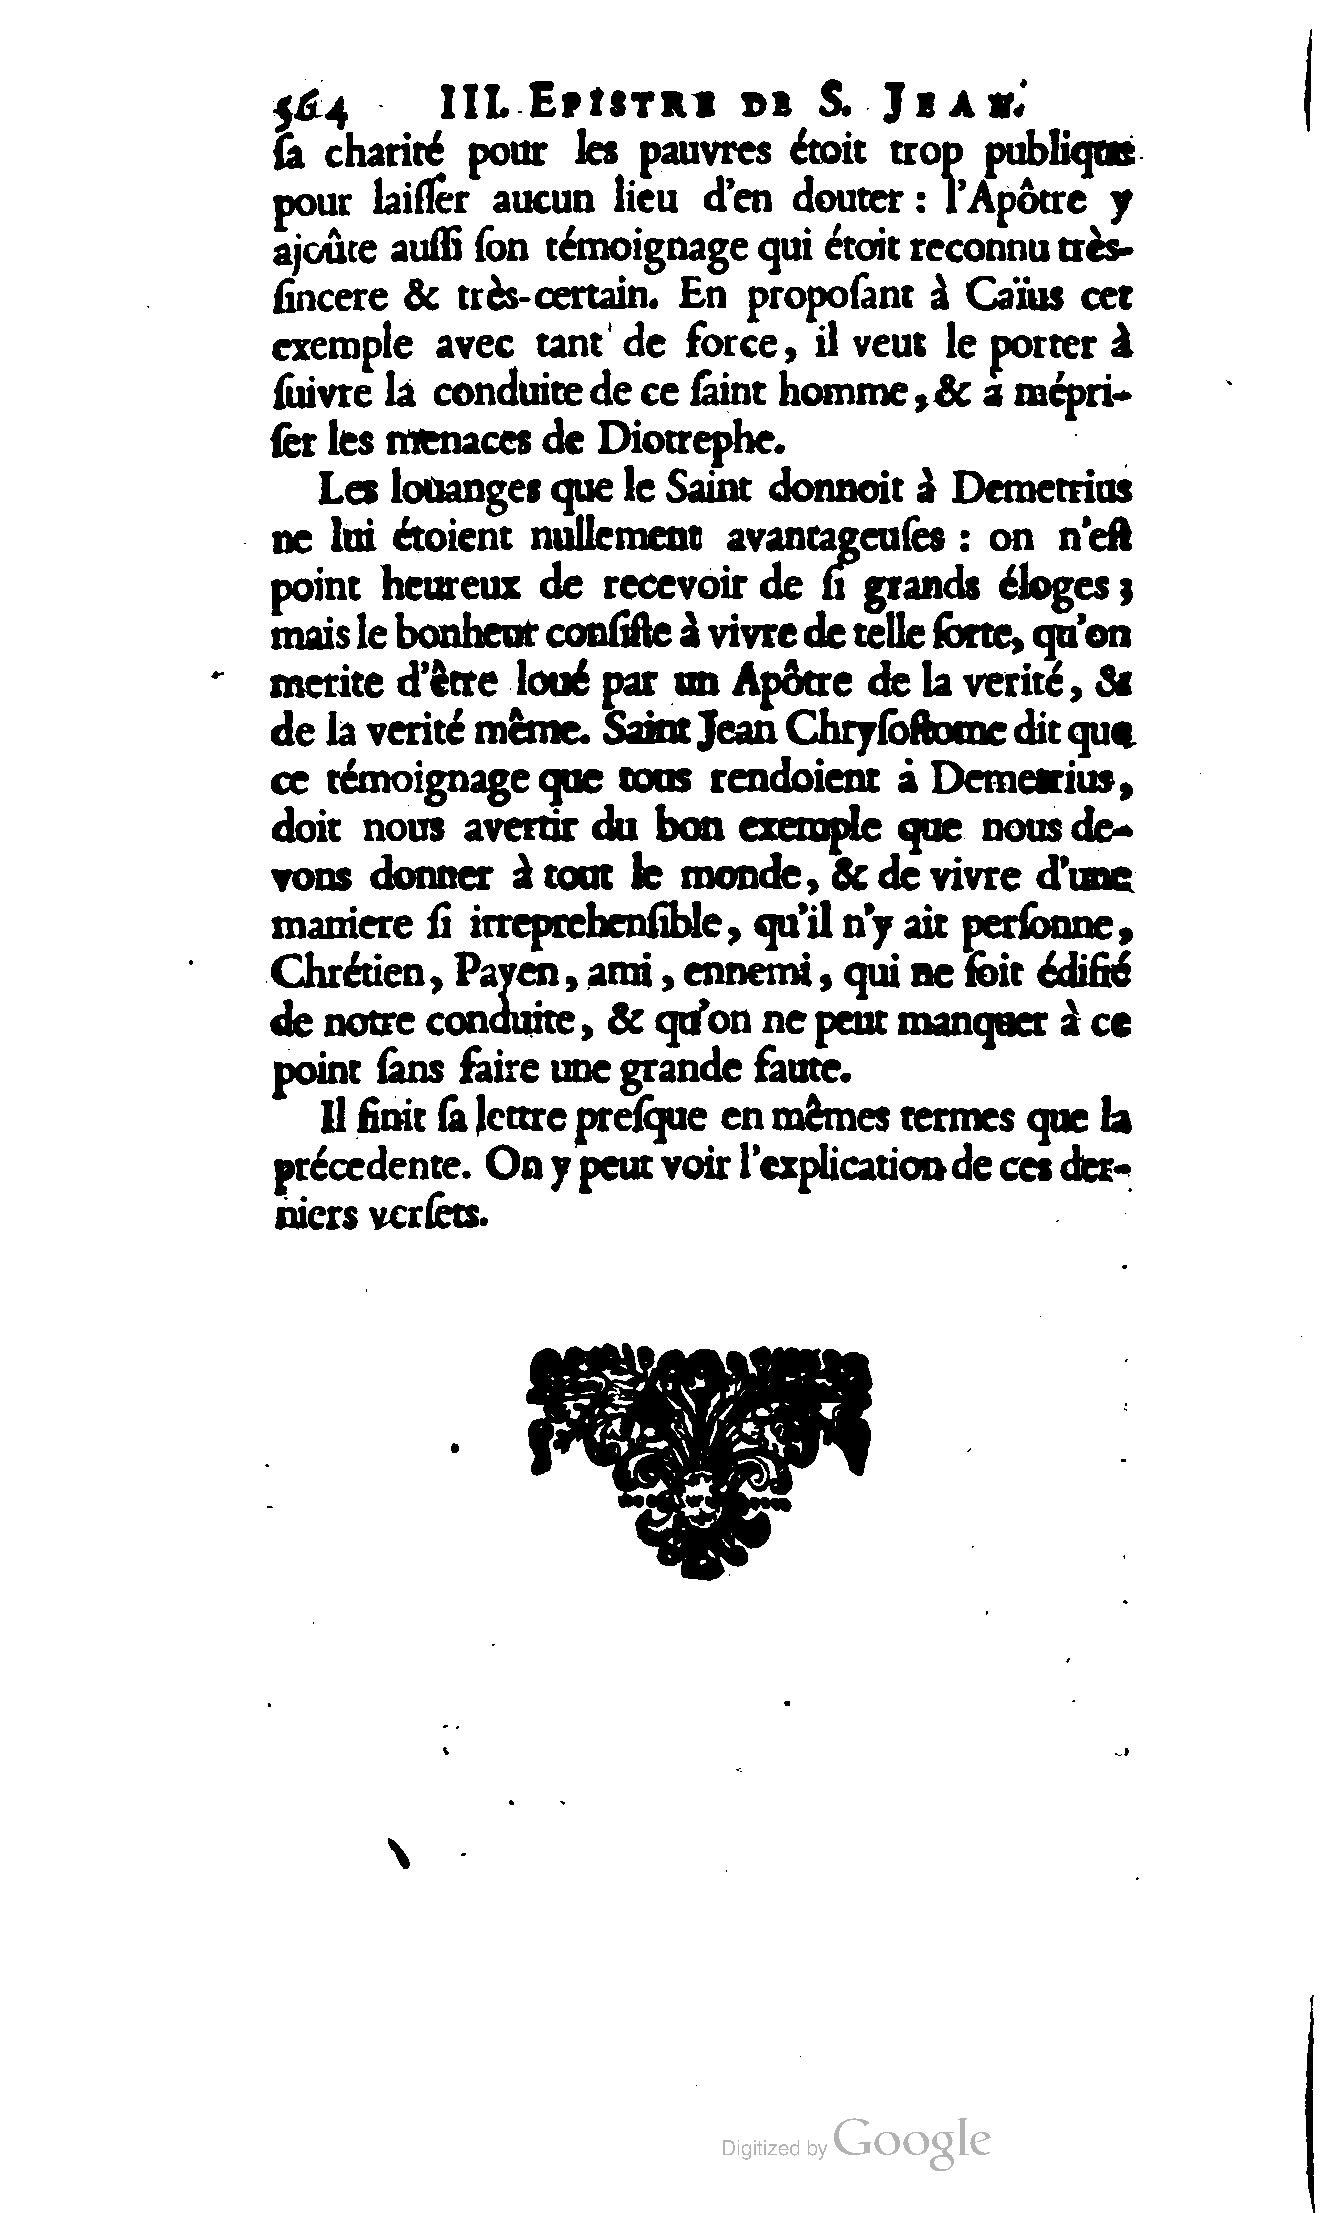 564 III. EPISTRE DE S. JEAN.
ſa charité pour les pauvres étoit trop publique
pour laiſſer aucun lieu d'en douter : l'Apôtre y
ajoûte auſſi ſon témoignage qui étoit reconnu très-
ſincere & très-certain. En propoſant à Caïus cet
exemple avec tant de force, il veut le porter à
ſuivre la conduite de ce ſaint homme, & à mépri-
ſer les menaces de Diotrephe.
Les loüanges que le Saint donnoit à Demetrius
ne lui étoient nullement avantageuſes : on n'eſt
point heureux de recevoir de ſi grands éloges ;
mais le bonheur conſiſte à vivre de telle ſorte, qu'on
merite d'être loué par un Apôtre de la verité, &
de la verité même. Saint Jean Chryſoſtome dit que
ce témoignage que tous rendoient à Demetrius,
doit nous avertir du bon exemple que nous de-
vons donner à tout le monde, & de vivre d'une
maniere ſi irreprehenſible, qu'il n'y ait perſonne,
Chrétien, Payen, ami, ennemi, qui ne ſoit édifié
de notre conduite, & qu'on ne peut manquer à ce
point ſans faire une grande faute.
Il finit ſa lettre preſque en mêmes termes que la
précedente. On y peut voir l'explication de ces der-
niers verſets.
Digitized by Google